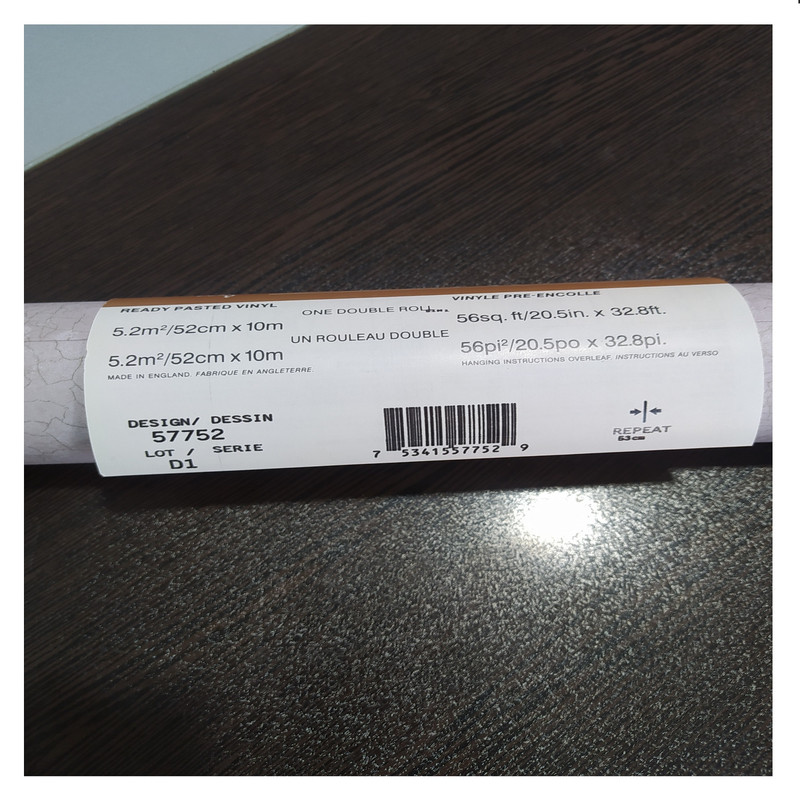 READY PASTED VINYL
5.2m²/52cm x 10m
5.2m²/52cm x 10m
MADE IN ENGLAND. FABRIQUE EN ANGLETERRE.
ONE DOUBLE ROLL
UN ROULEAU DOUBLE
VINYLE PRE-ENCOLLE
56sq. ft/20.5in. x 32.8ft.
56pi²/20.5po x 32.8pi.
HANGING INSTRUCTIONS OVERLEAF. INSTRUCTIONS AU VERSO
DESIGN/ DESSIN
57752
LOT / SERIE
D1
7 5341557752 9
REPEAT
53cm